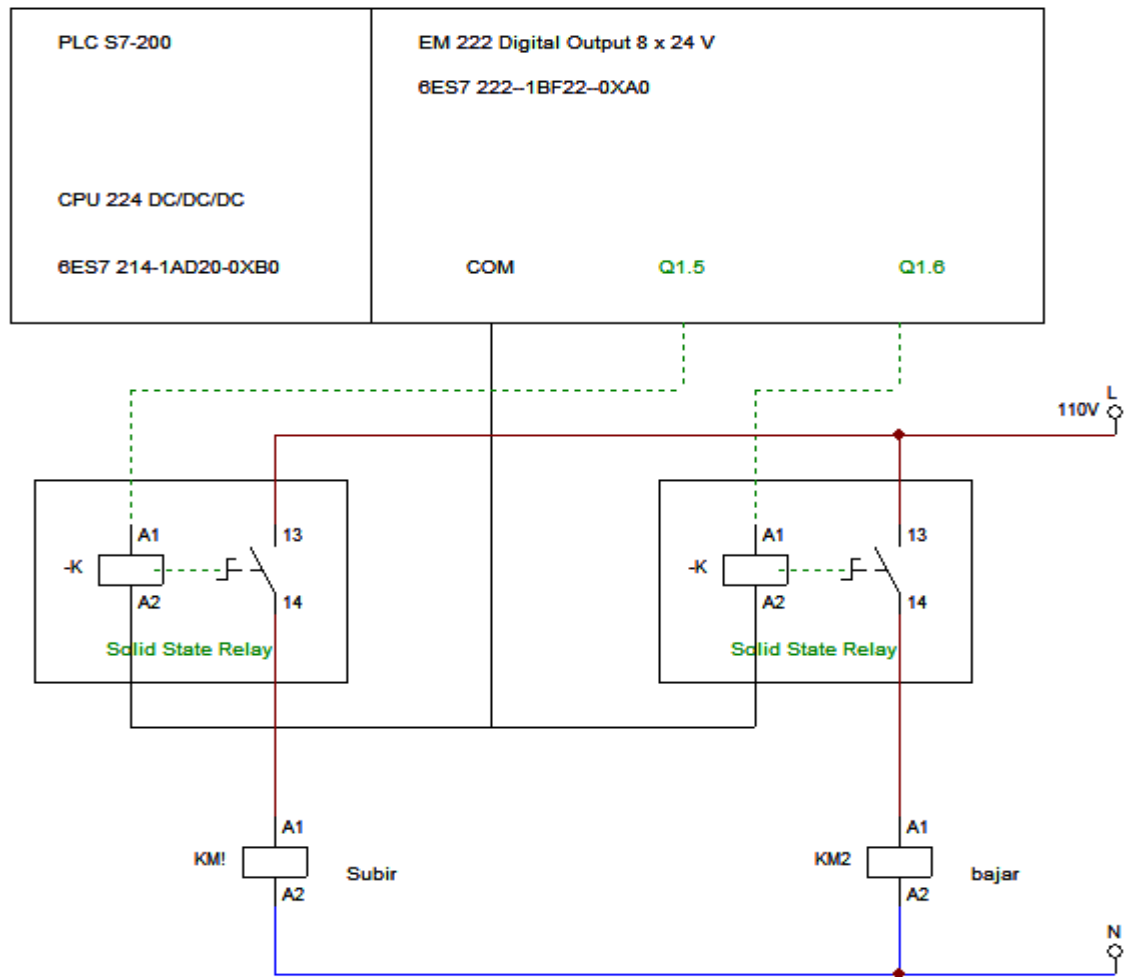 PLC S7-200
EM 222 Digital Output 8 x 24 V
6ES7 222--1BF22--0XA0
CPU 224 DC/DC/DC
6ES7 214-1AD20-0XB0
COM
Q1.5
Q1.6
L
110V
A1
13
-K
A2
14
Solid State Relay
A1
13
-K
A2
14
Solid State Relay
A1
KM!
Subir
A2
A1
KM2
bajar
A2
N